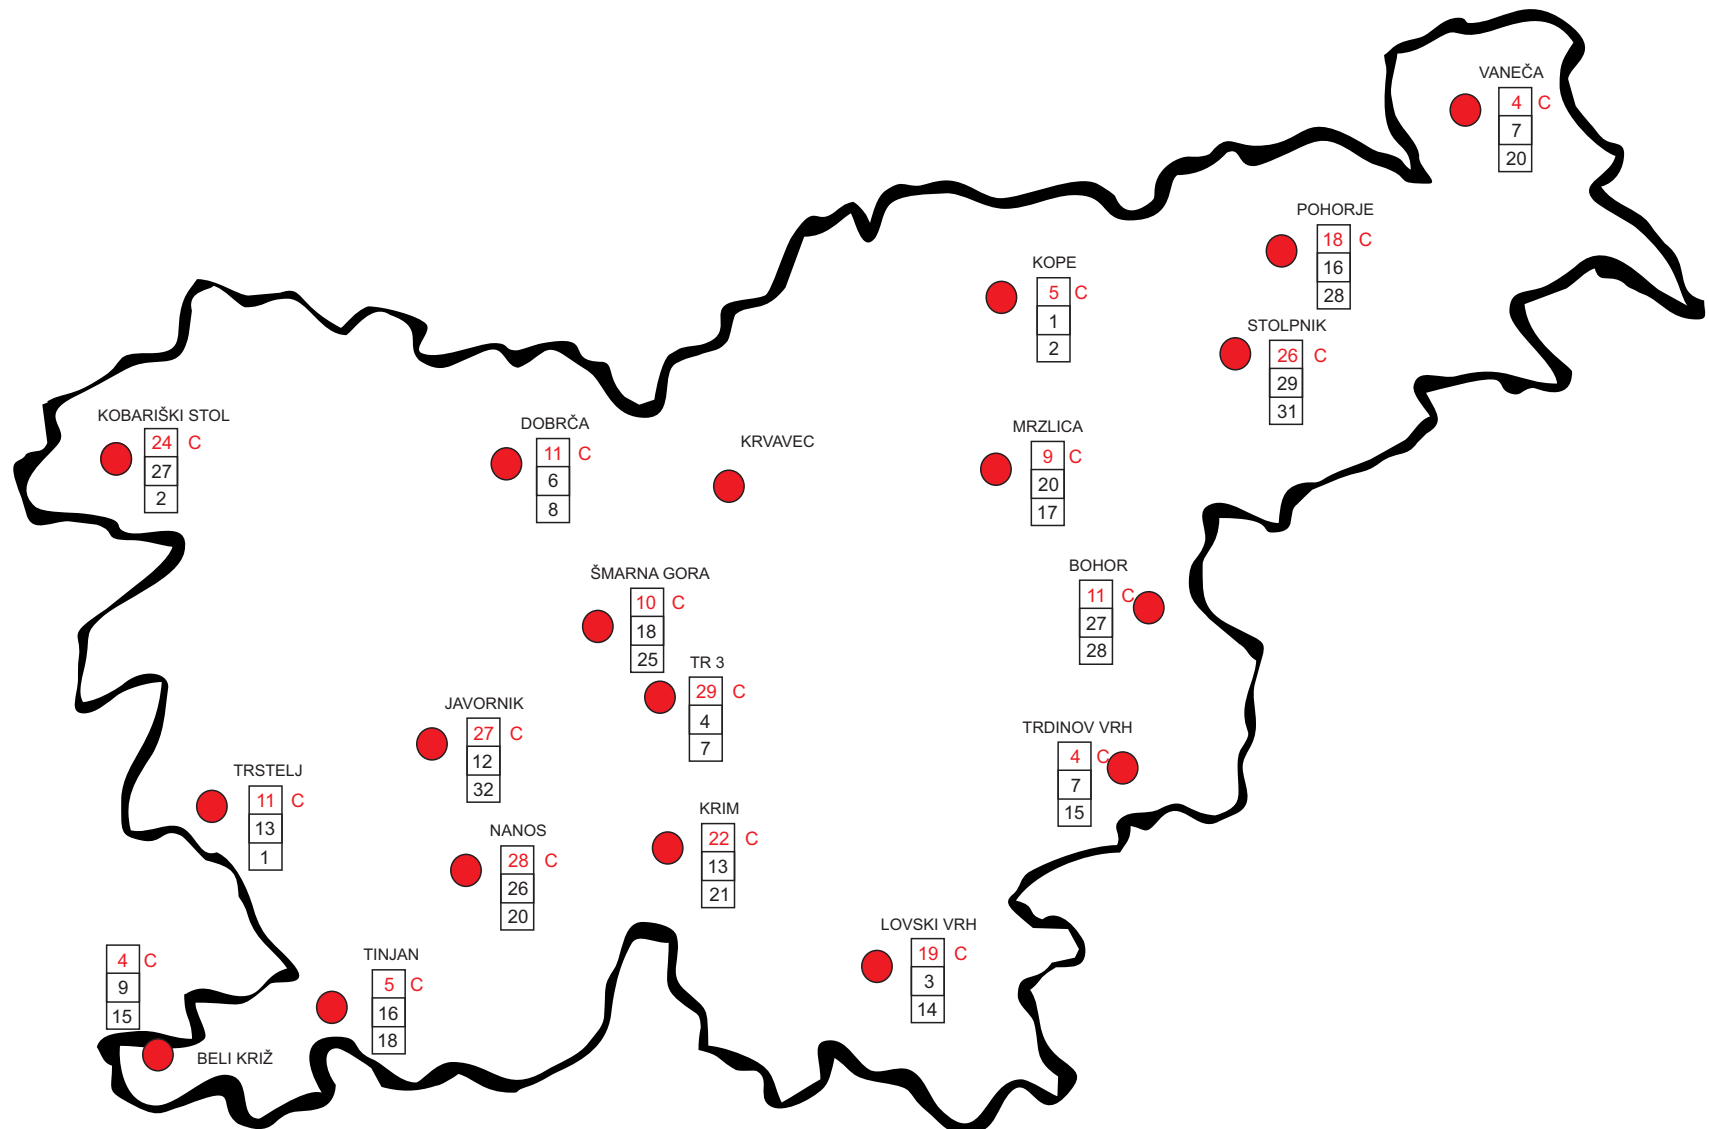 VANEČA
4 C
7
20
POHORJE
18 C
16
28
KOPE
5 C
1
2
STOLPNIK
26 C
29
31
KOBARIŠKI STOL
24 C
27
2
DOBRČA
11 C
6
8
KRVAVEC
MRZLICA
9 C
20
17
ŠMARNA GORA
10 C
18
25
BOHOR
11 C
27
28
TR 3
29 C
4
7
JAVORNIK
27 C
12
32
TRDINOV VRH
4 C
7
15
TRSTELJ
11 C
13
1
KRIM
22 C
13
21
NANOS
28 C
26
20
LOVSKI VRH
19 C
3
14
TINJAN
5 C
16
18
4 C
9
15
BELI KRIŽ